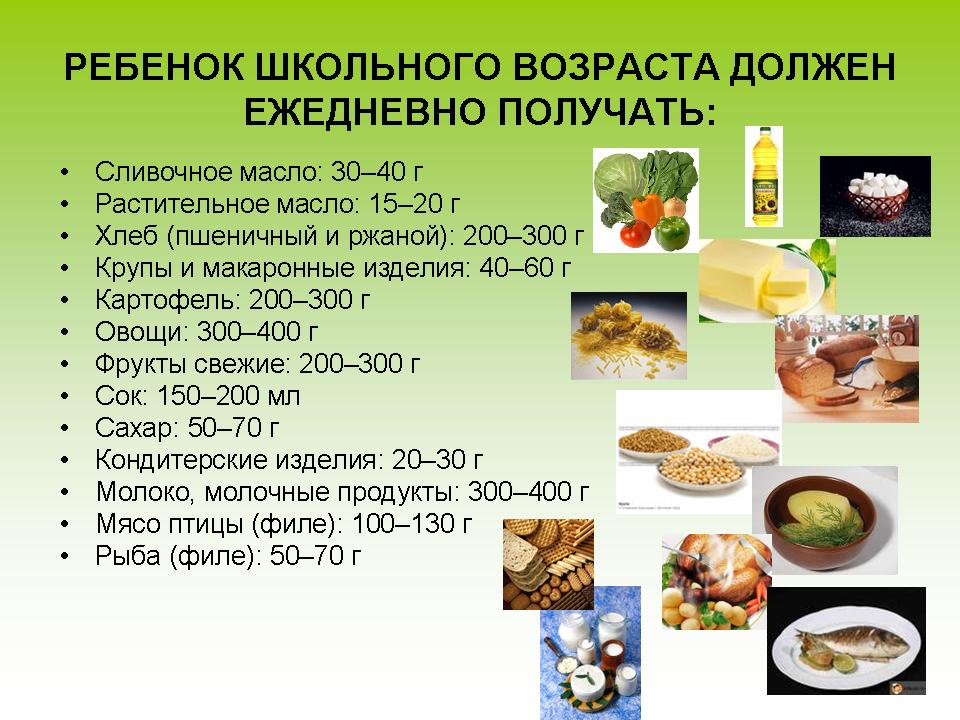 РЕБЕНОК ШКОЛЬНОГО ВОЗРАСТА ДОЛЖЕН
ЕЖЕДНЕВНО ПОЛУЧАТЬ:
• Сливочное масло: 30–40 г
• Растительное масло: 15–20 г
• Хлеб (пшеничный и ржаной): 200–300 г
• Крупы и макаронные изделия: 40–60 г
• Картофель: 200–300 г
• Овощи: 300–400 г
• Фрукты свежие: 200–300 г
• Сок: 150–200 мл
• Сахар: 50–70 г
• Кондитерские изделия: 20–30 г
• Молоко, молочные продукты: 300–400 г
• Мясо птицы (филе): 100–130 г
• Рыба (филе): 50–70 г